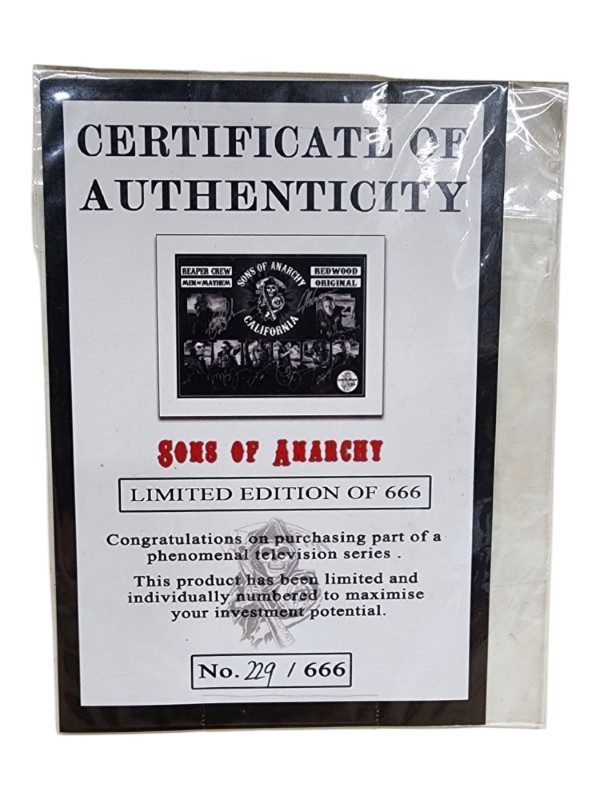 CERTIFICATE OF
AUTHENTICITY
REAPER CREW
MEN OF MAYHEM
SONS OF ANARCHY
CALIFORNIA
REDWOOD
ORIGINAL
SONS OF ANARCHY
LIMITED EDITION OF 666
Congratulations on purchasing part of a
phenomenal television series .
This product has been limited and
individually numbered to maximise
your investment potential.
No. 229 / 666